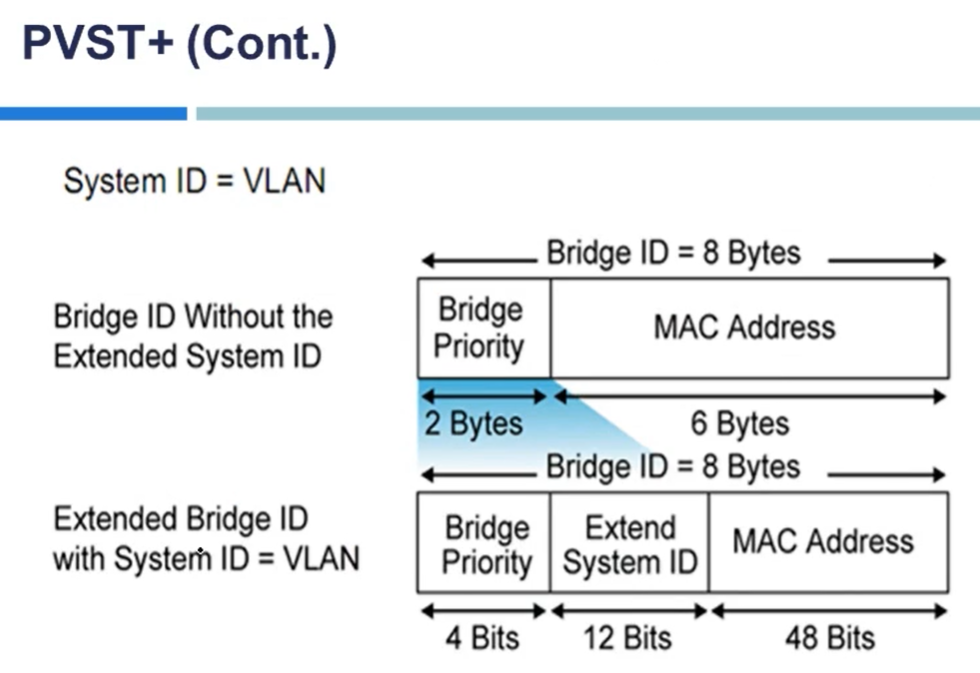 PVST+ (Cont.)
System ID = VLAN
Bridge ID = 8 Bytes
Bridge ID Without the
Extended System ID
Bridge
Priority
MAC Address
2 Bytes
6 Bytes
Bridge ID = 8 Bytes
Extended Bridge ID
with System ID = VLAN
Bridge
Priority
Extend
System ID
MAC Address
4 Bits
12 Bits
48 Bits